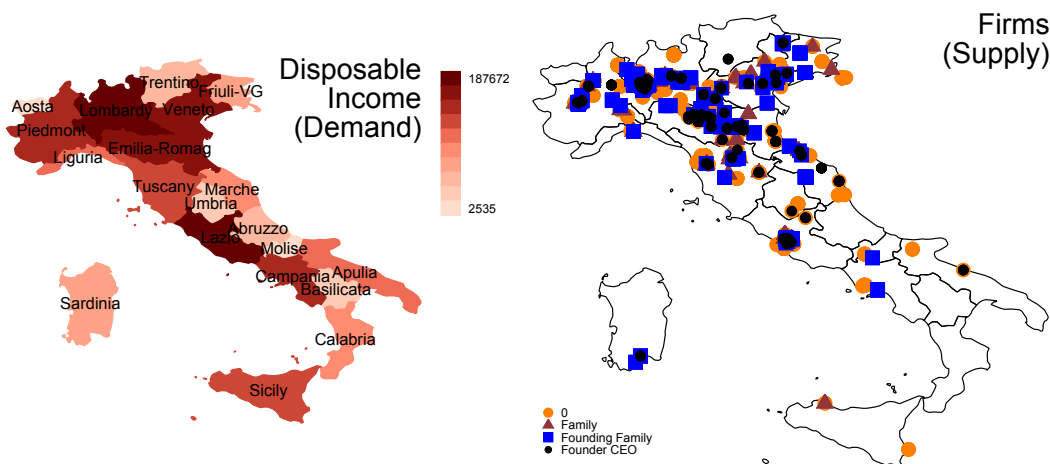 Disposable
Income
(Demand)
187672
2535
Aosta
Trentino
Friuli-VG
Lombardy
Veneto
Piedmont
Liguria
Emilia-Romag
Tuscany
Marche
Umbria
Abruzzo
Lazio
Molise
Campania
Apulia
Basilicata
Sardinia
Calabria
Sicily
Firms
(Supply)
0
Family
Founding Family
Founder CEO